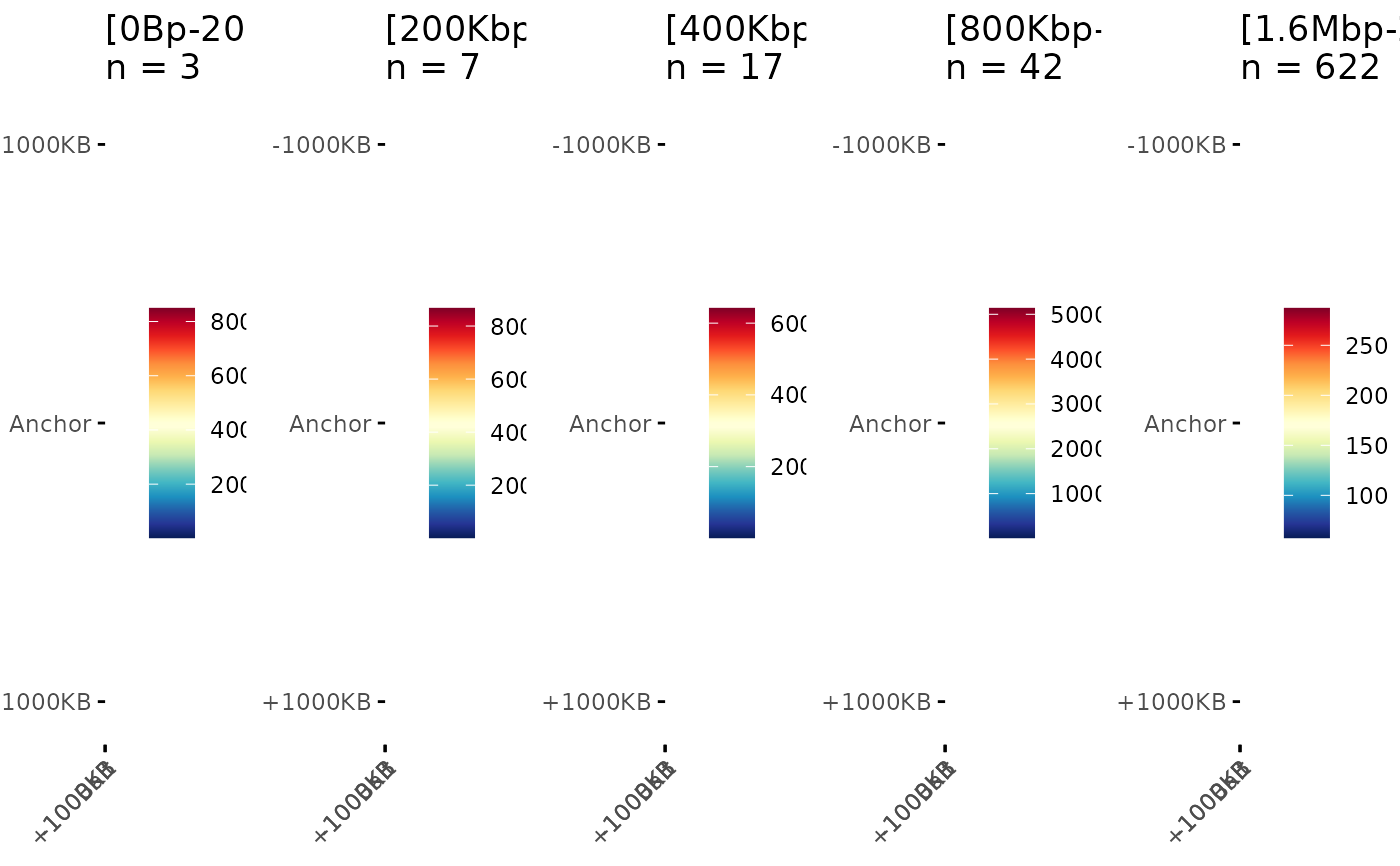 [0Bp-20
n = 3
[200Kbp
n = 7
[400Kbp
n = 17
[800Kbp-
n = 42
[1.6Mbp-
n = 622
1000KB
-1000KB
-1000KB
-1000KB
-1000KB
800
600
400
200
800
600
400
200
600
400
200
5000
4000
3000
2000
1000
250
200
150
100
Anchor
Anchor
Anchor
Anchor
Anchor
1000KB
+1000KB
+1000KB
+1000KB
+1000KB